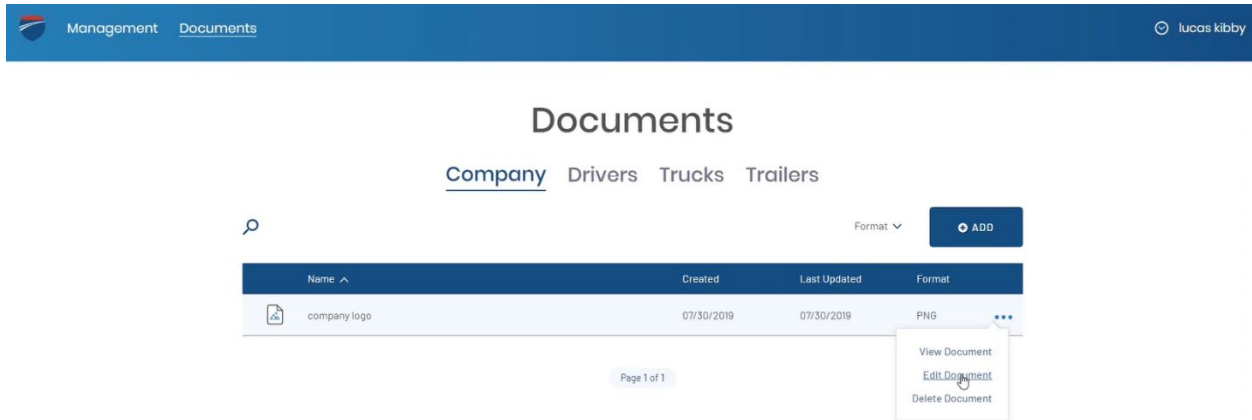 Management Documents lucas kibby
Documents
Company Drivers Trucks Trailers
Format ADD
Name Created Last Updated Format
company logo 07/30/2019 07/30/2019 PNG
View Document
Edit Document
Page 1 of 1
Delete Document